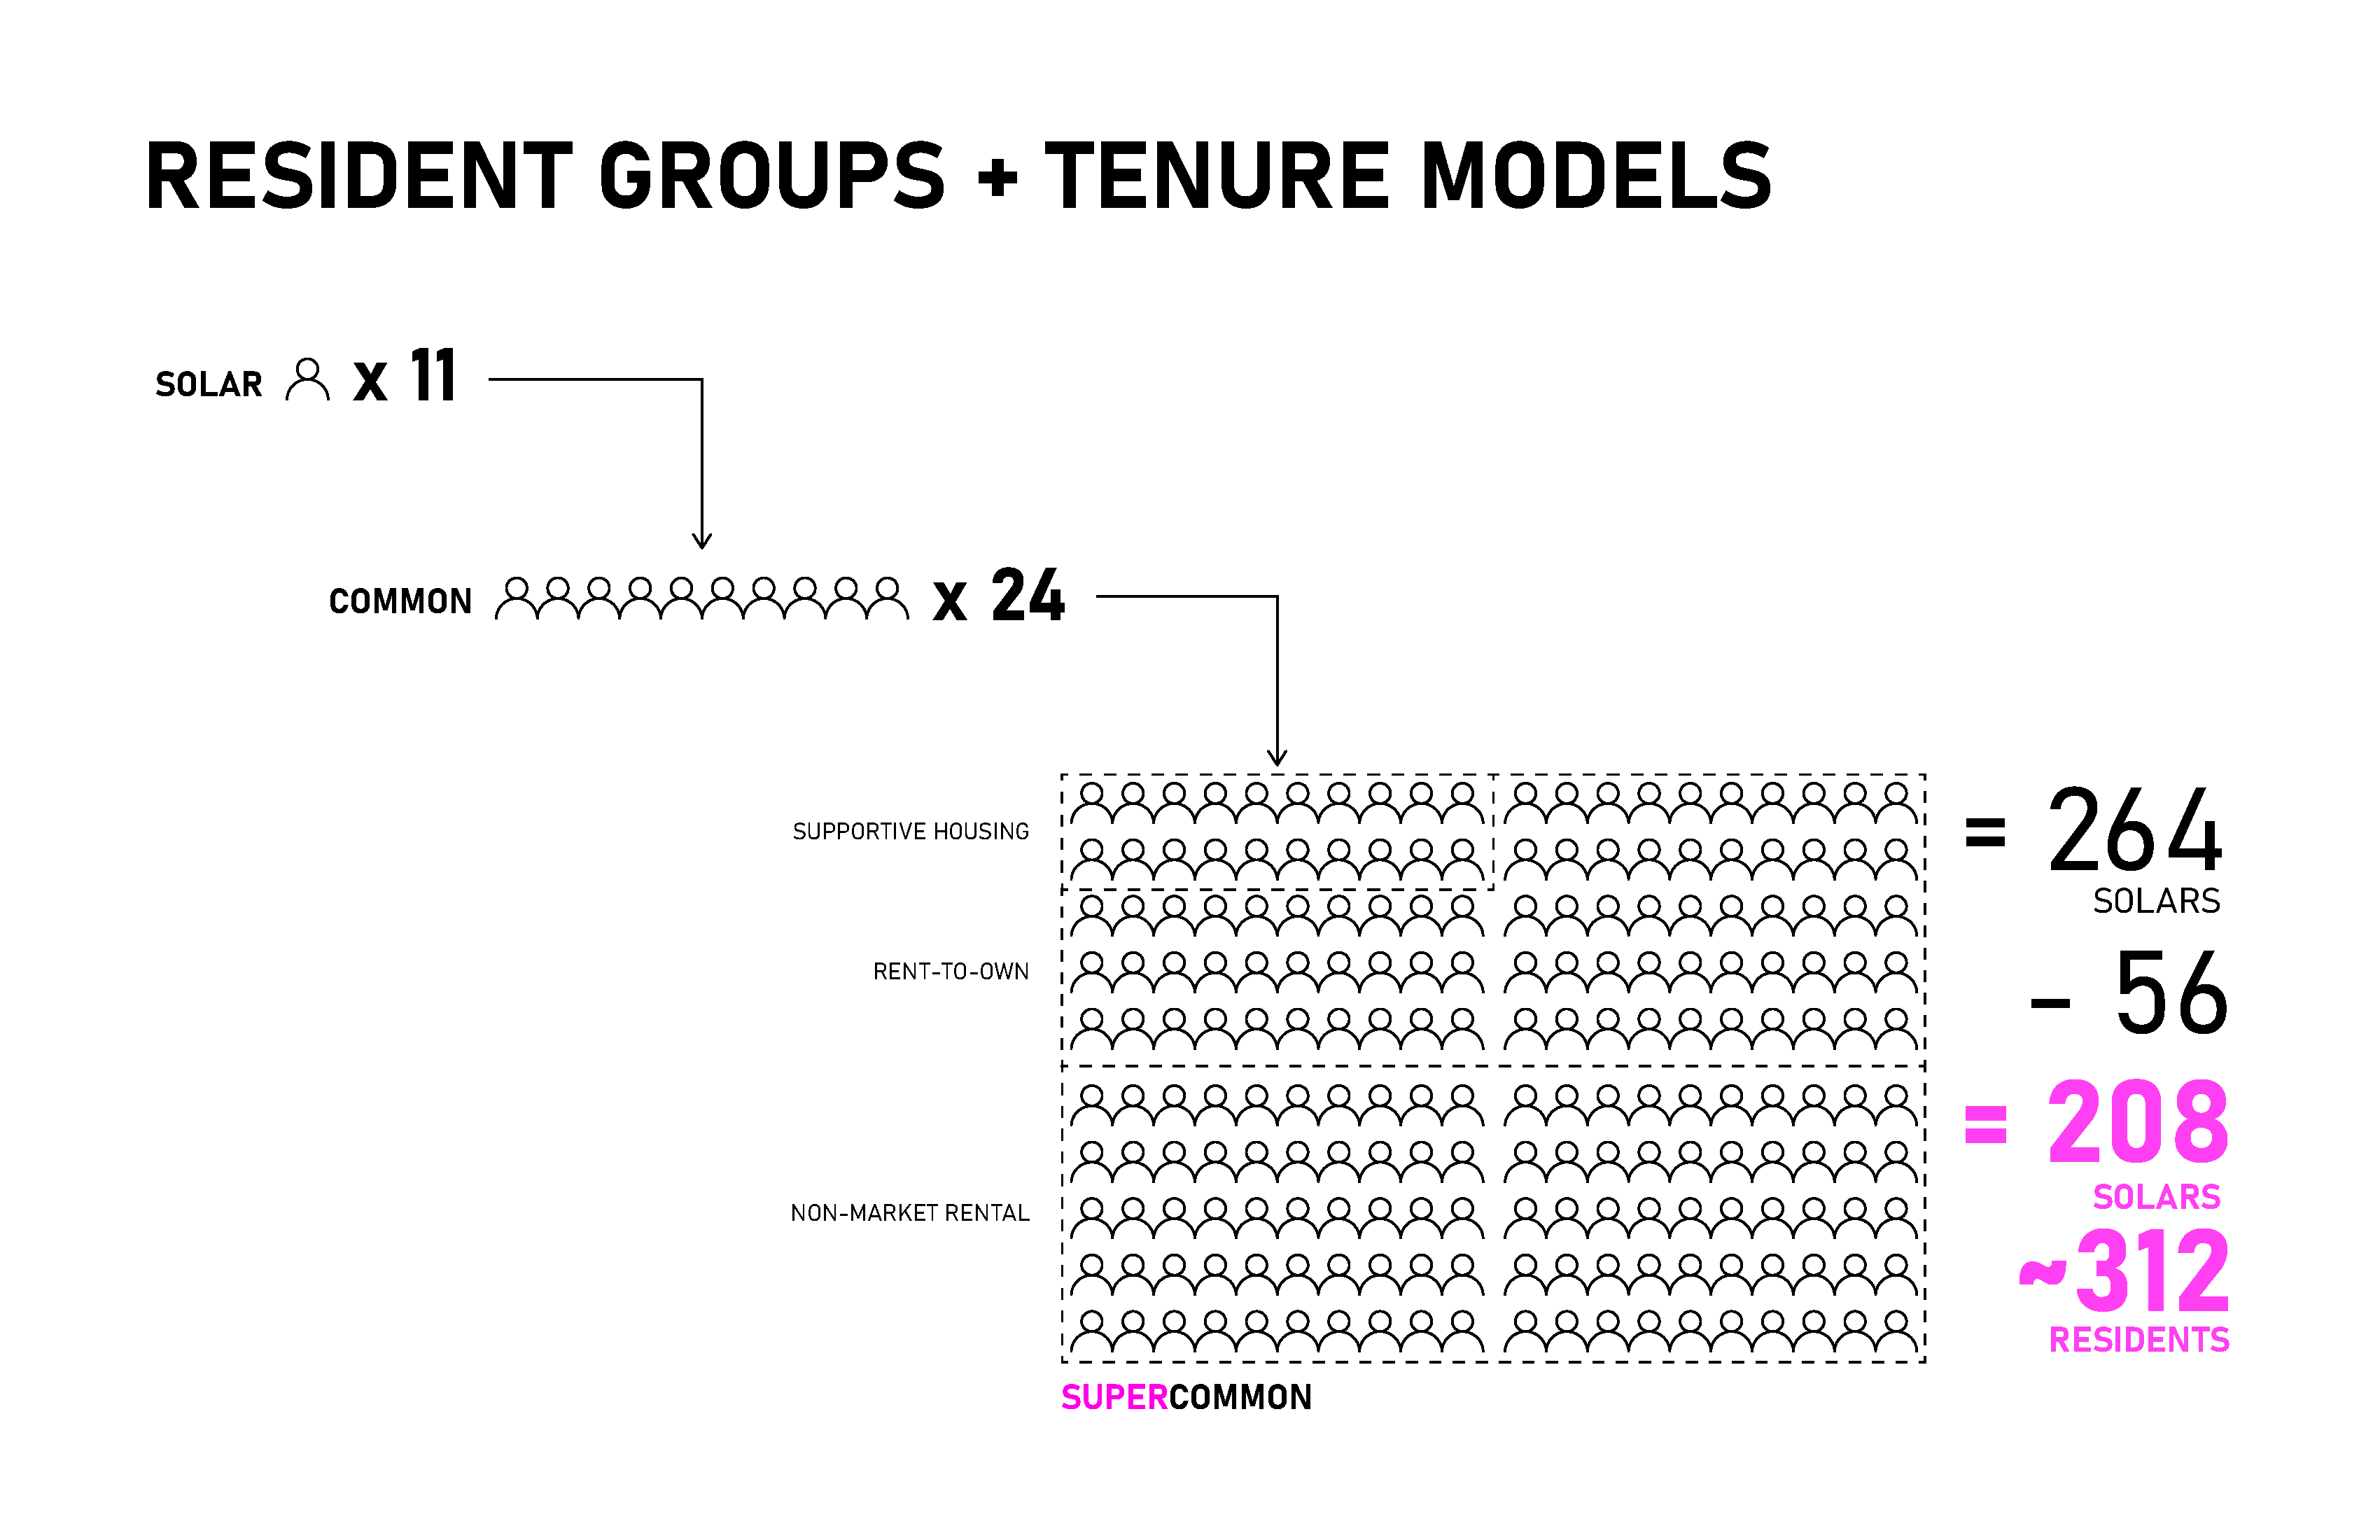 RESIDENT GROUPS + TENURE MODELS
SOLAR x 11
COMMON x 24
SUPPORTIVE HOUSING
RENT-TO-OWN
NON-MARKET RENTAL
SUPERCOMMON
= 264
SOLARS
- 56
= 208
SOLARS
~312
RESIDENTS